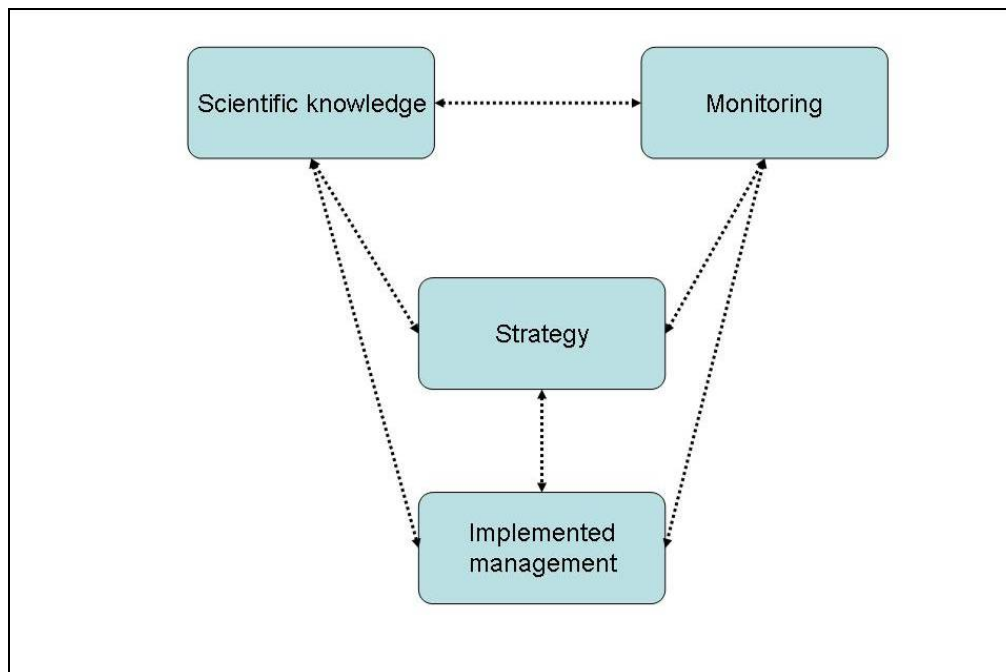 Scientific knowledge
Monitoring
Strategy
Implemented
management